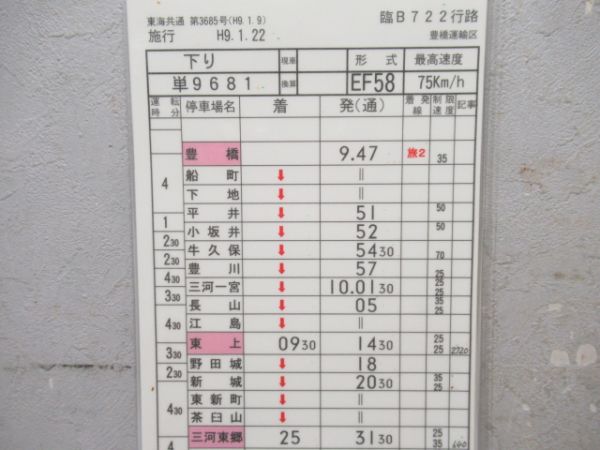 東海共通 第3685号(H9.1.9) 臨B722行路
施行 H9.1.22 豊橋運輸区
下り 現車 形式 最高速度
単9681 換算 EF58 75Km/h
運転時分 停車場名 着 発(通) 着発線 制限速度 記事
豊橋 9.47 旅2 35
船町 ↓ ||
4 下地 ↓ ||
平井 ↓ 51 50
1 小坂井 ↓ 52 50
2 30 牛久保 ↓ 54 30 70
2 30 豊川 ↓ 57 25
4 30 三河一宮 ↓ 10.01 30 25 25
3 30 長山 ↓ 05 35 25
4 30 江島 ↓ ||
東上 09 30 14 30 25 25
3 30 野田城 ↓ 18
2 30 新城 ↓ 20 30 35 25
東新町 ↓ ||
4 30 茶臼山 ↓ ||
三河東郷 25 31 30 25 35
4